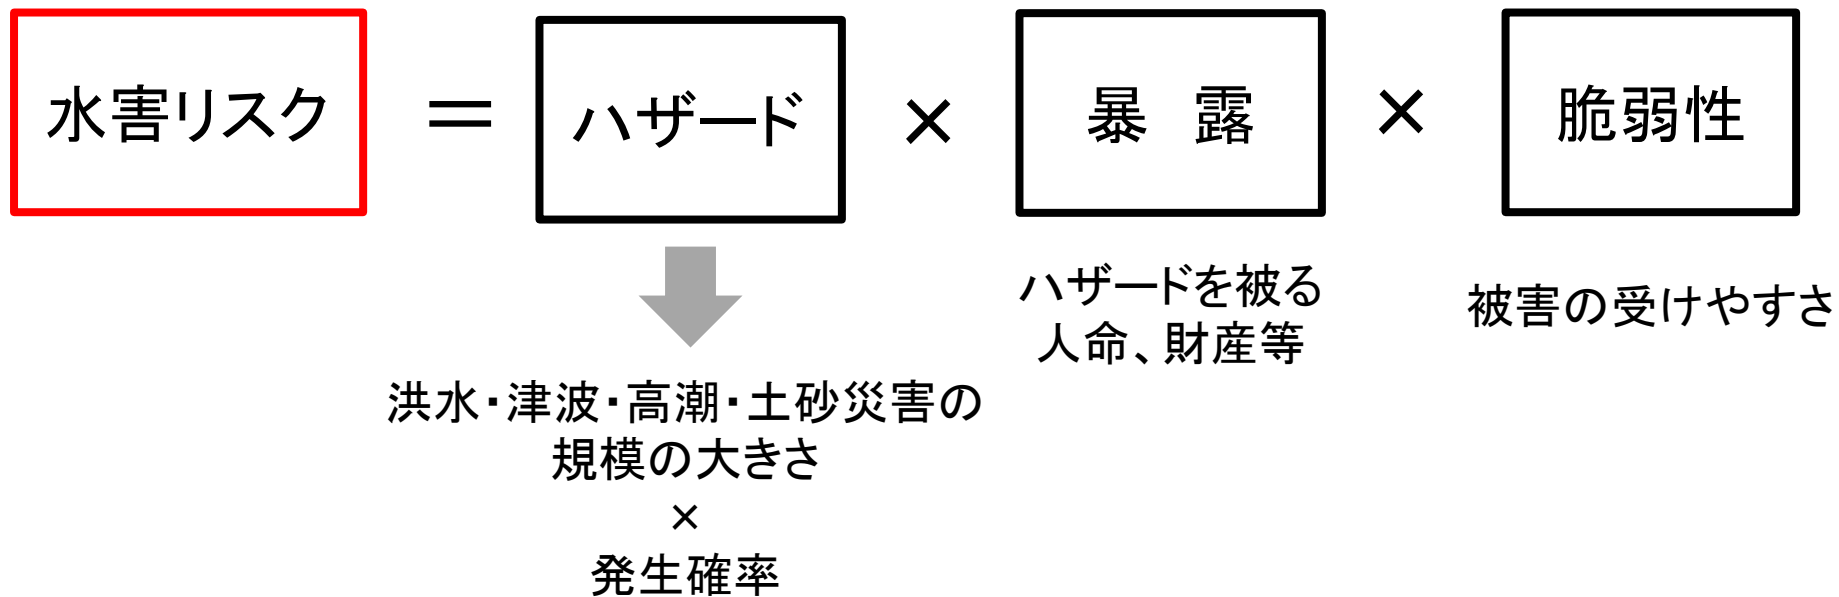 水害リスク ＝ ハザード × 暴　露 × 脆弱性
ハザードを被る
人命、財産等
被害の受けやすさ
洪水・津波・高潮・土砂災害の
規模の大きさ
×
発生確率